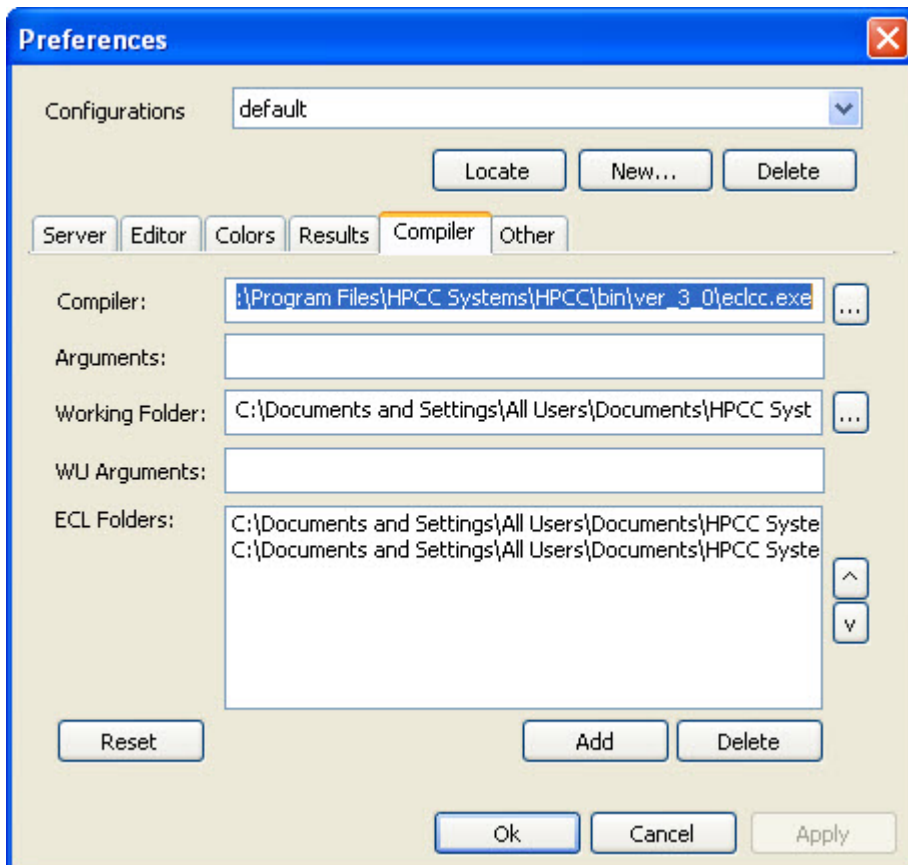 Preferences
Configurations default
Locate New... Delete
Server Editor Colors Results Compiler Other
Compiler: :\Program Files\HPCC Systems\HPCC\bin\ver_3_0\eclcc.exe ...
Arguments:
Working Folder: C:\Documents and Settings\All Users\Documents\HPCC Syst ...
WU Arguments:
ECL Folders: C:\Documents and Settings\All Users\Documents\HPCC Syste
C:\Documents and Settings\All Users\Documents\HPCC Syste
^
v
Reset Add Delete
Ok Cancel Apply